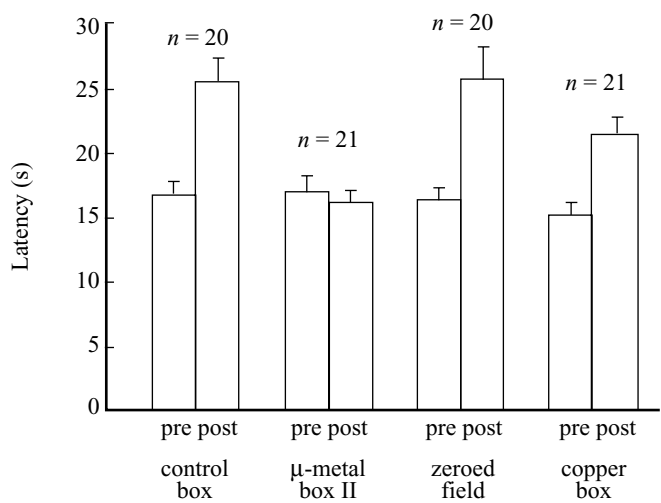 30
25
20
15
10
5
0
Latency (s)
n = 20
n = 21
n = 20
n = 21
pre post
pre post
pre post
pre post
control
box
μ-metal
box II
zeroed
field
copper
box